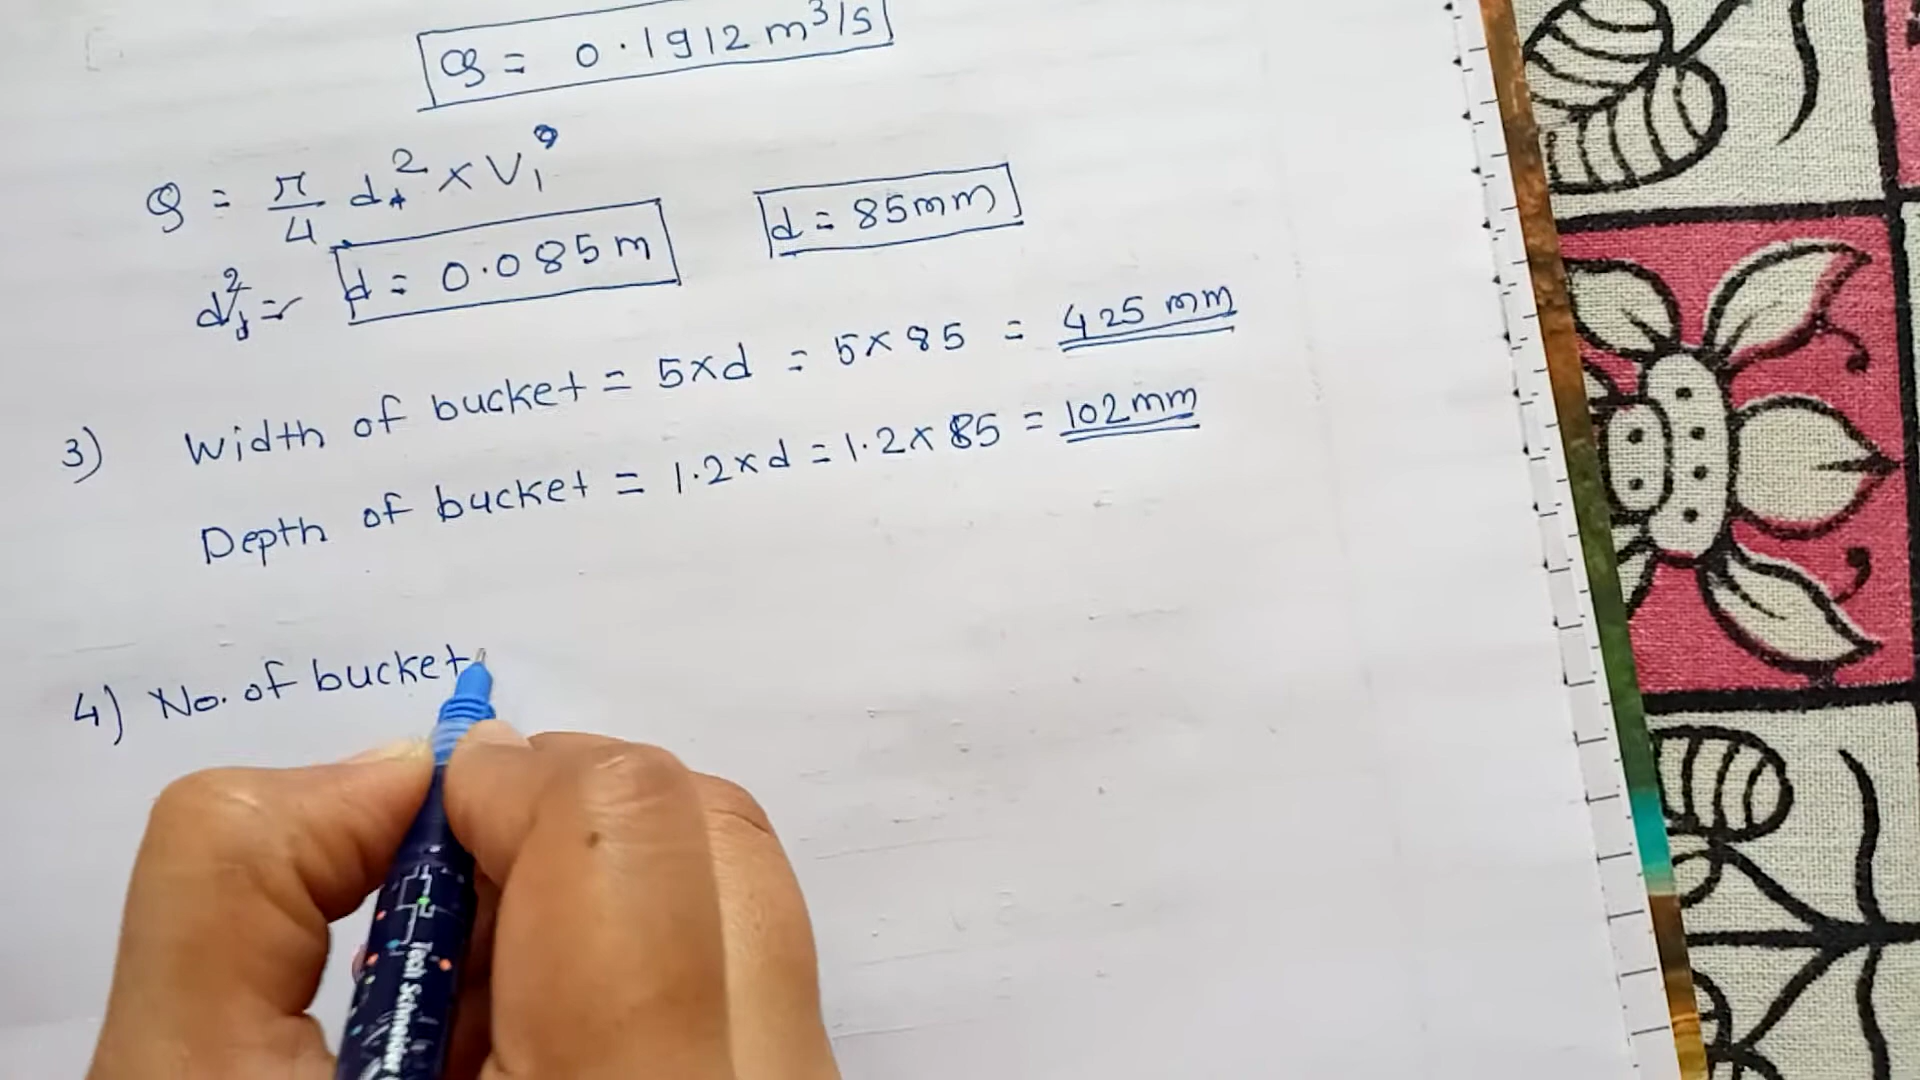 Q = 0.1912 m³/s
Q = π/4 d² × V₁
d² = d = 0.085 m d = 85mm
3) Width of bucket = 5×d = 5×85 = 425 mm
Depth of bucket = 1.2×d = 1.2×85 = 102mm
4) No. of bucket